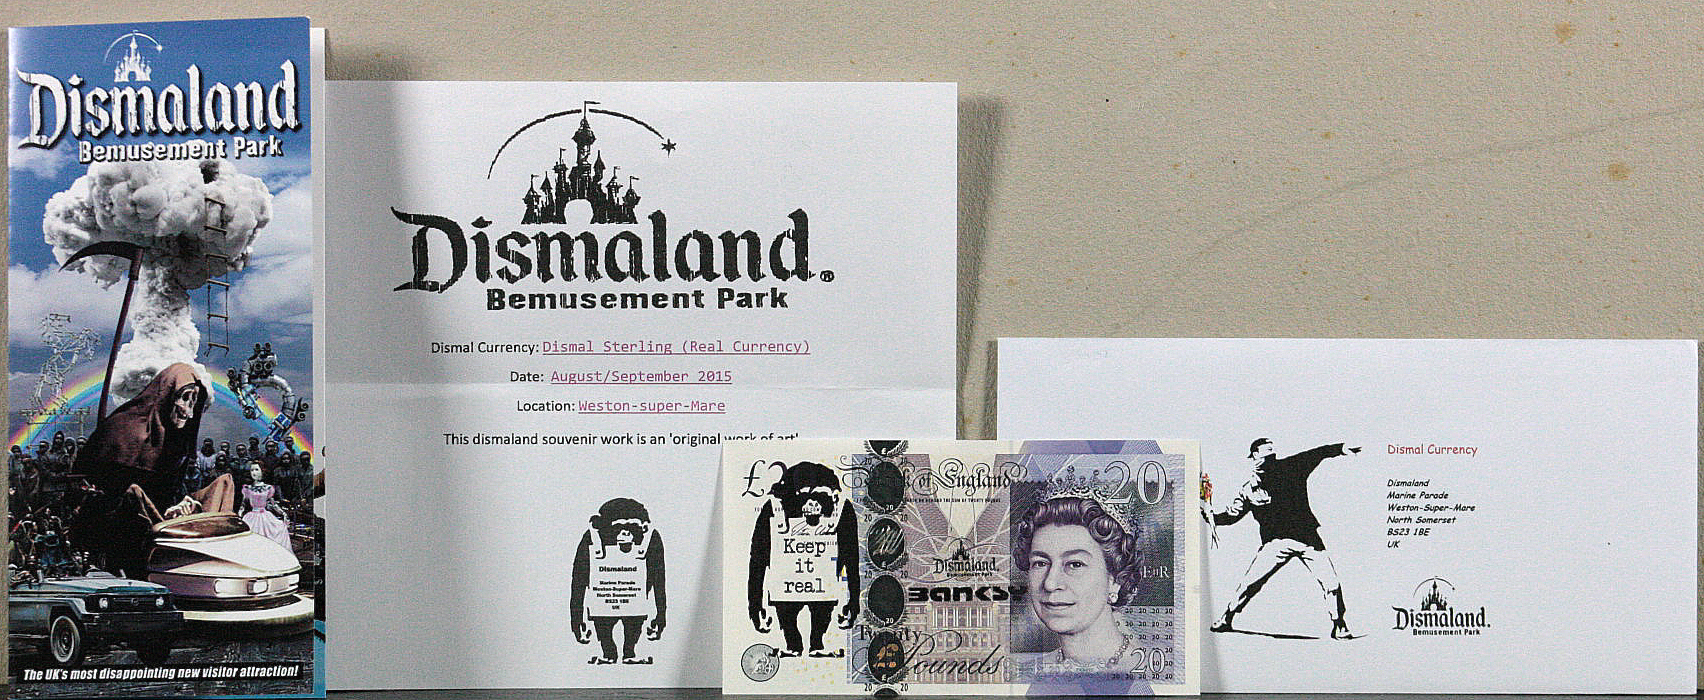 Dismaland
Bemusement Park
The UK's most disappointing new visitor attraction!
Dismaland.®
Bemusement Park
Dismal Currency: Dismal Sterling (Real Currency)
Date: August/September 2015
Location: Weston-super-Mare
This dismaland souvenir work is an 'original work of art'
Dismaland
Marine Parade
Weston-Super-Mare
North Somerset
BS23 1BE
UK
of England
20
Keep
it
real
Dismaland.
Bemusement Park
BANKSY
E R
Pounds
20
Dismal Currency
Dismaland
Marine Parade
Weston-Super-Mare
North Somerset
BS23 1BE
UK
Dismaland.
Bemusement Park